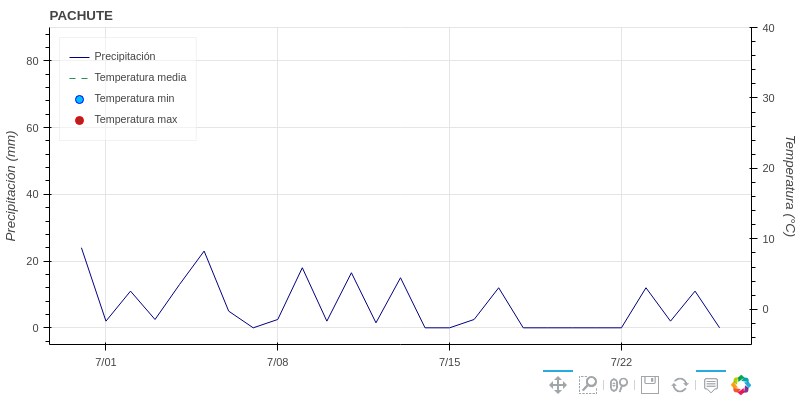 PACHUTE
Precipitación
Temperatura media
Temperatura min
Temperatura max
Precipitación (mm)
80
60
40
20
0
Temperatura (°C)
40
30
20
10
0
7/01 7/08 7/15 7/22